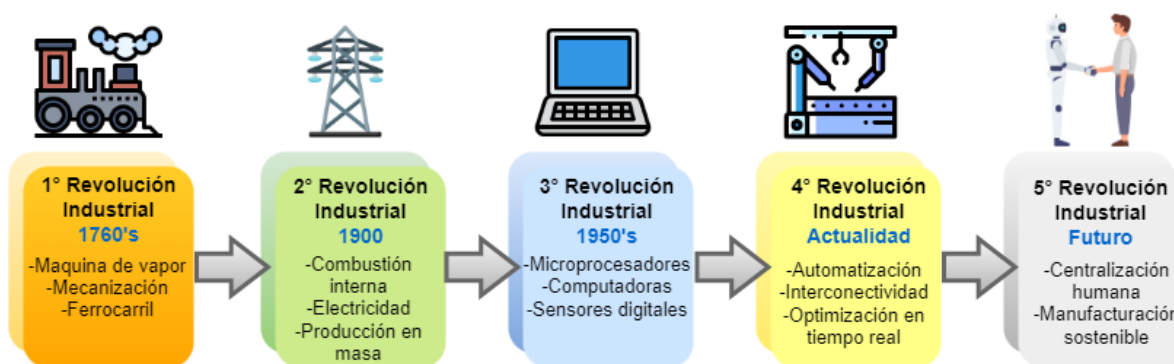 1° Revolución
Industrial
1760's
-Maquina de vapor
-Mecanización
-Ferrocarril
2° Revolución
Industrial
1900
-Combustión
interna
-Electricidad
-Producción en
masa
3° Revolución
Industrial
1950's
-Microprocesadores
-Computadoras
-Sensores digitales
4° Revolución
Industrial
Actualidad
-Automatización
-Interconectividad
-Optimización en
tiempo real
5° Revolución
Industrial
Futuro
-Centralización
humana
-Manufacturación
sostenible